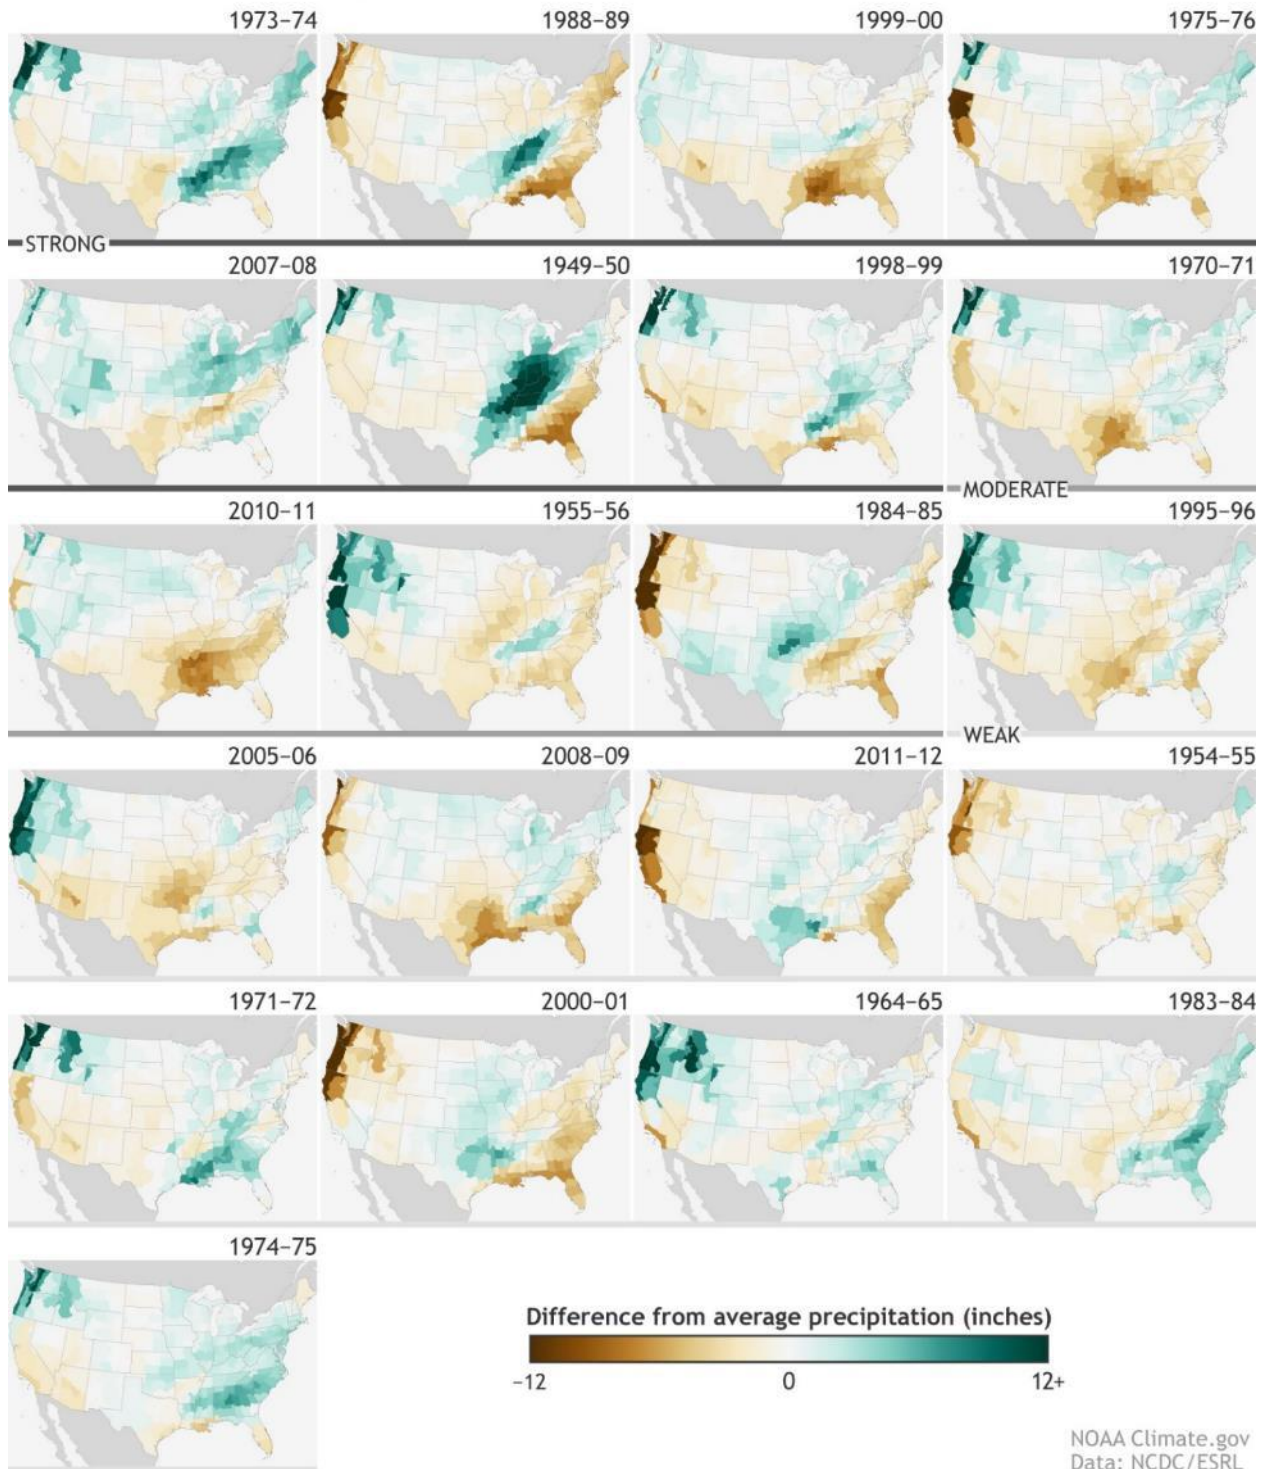 1973–74 1988–89 1999–00 1975–76
STRONG
2007–08 1949–50 1998–99 1970–71
MODERATE
2010–11 1955–56 1984–85 1995–96
WEAK
2005–06 2008–09 2011–12 1954–55
1971–72 2000–01 1964–65 1983–84
1974–75
Difference from average precipitation (inches)
−12 0 12+
NOAA Climate.gov
Data: NCDC/ESRL